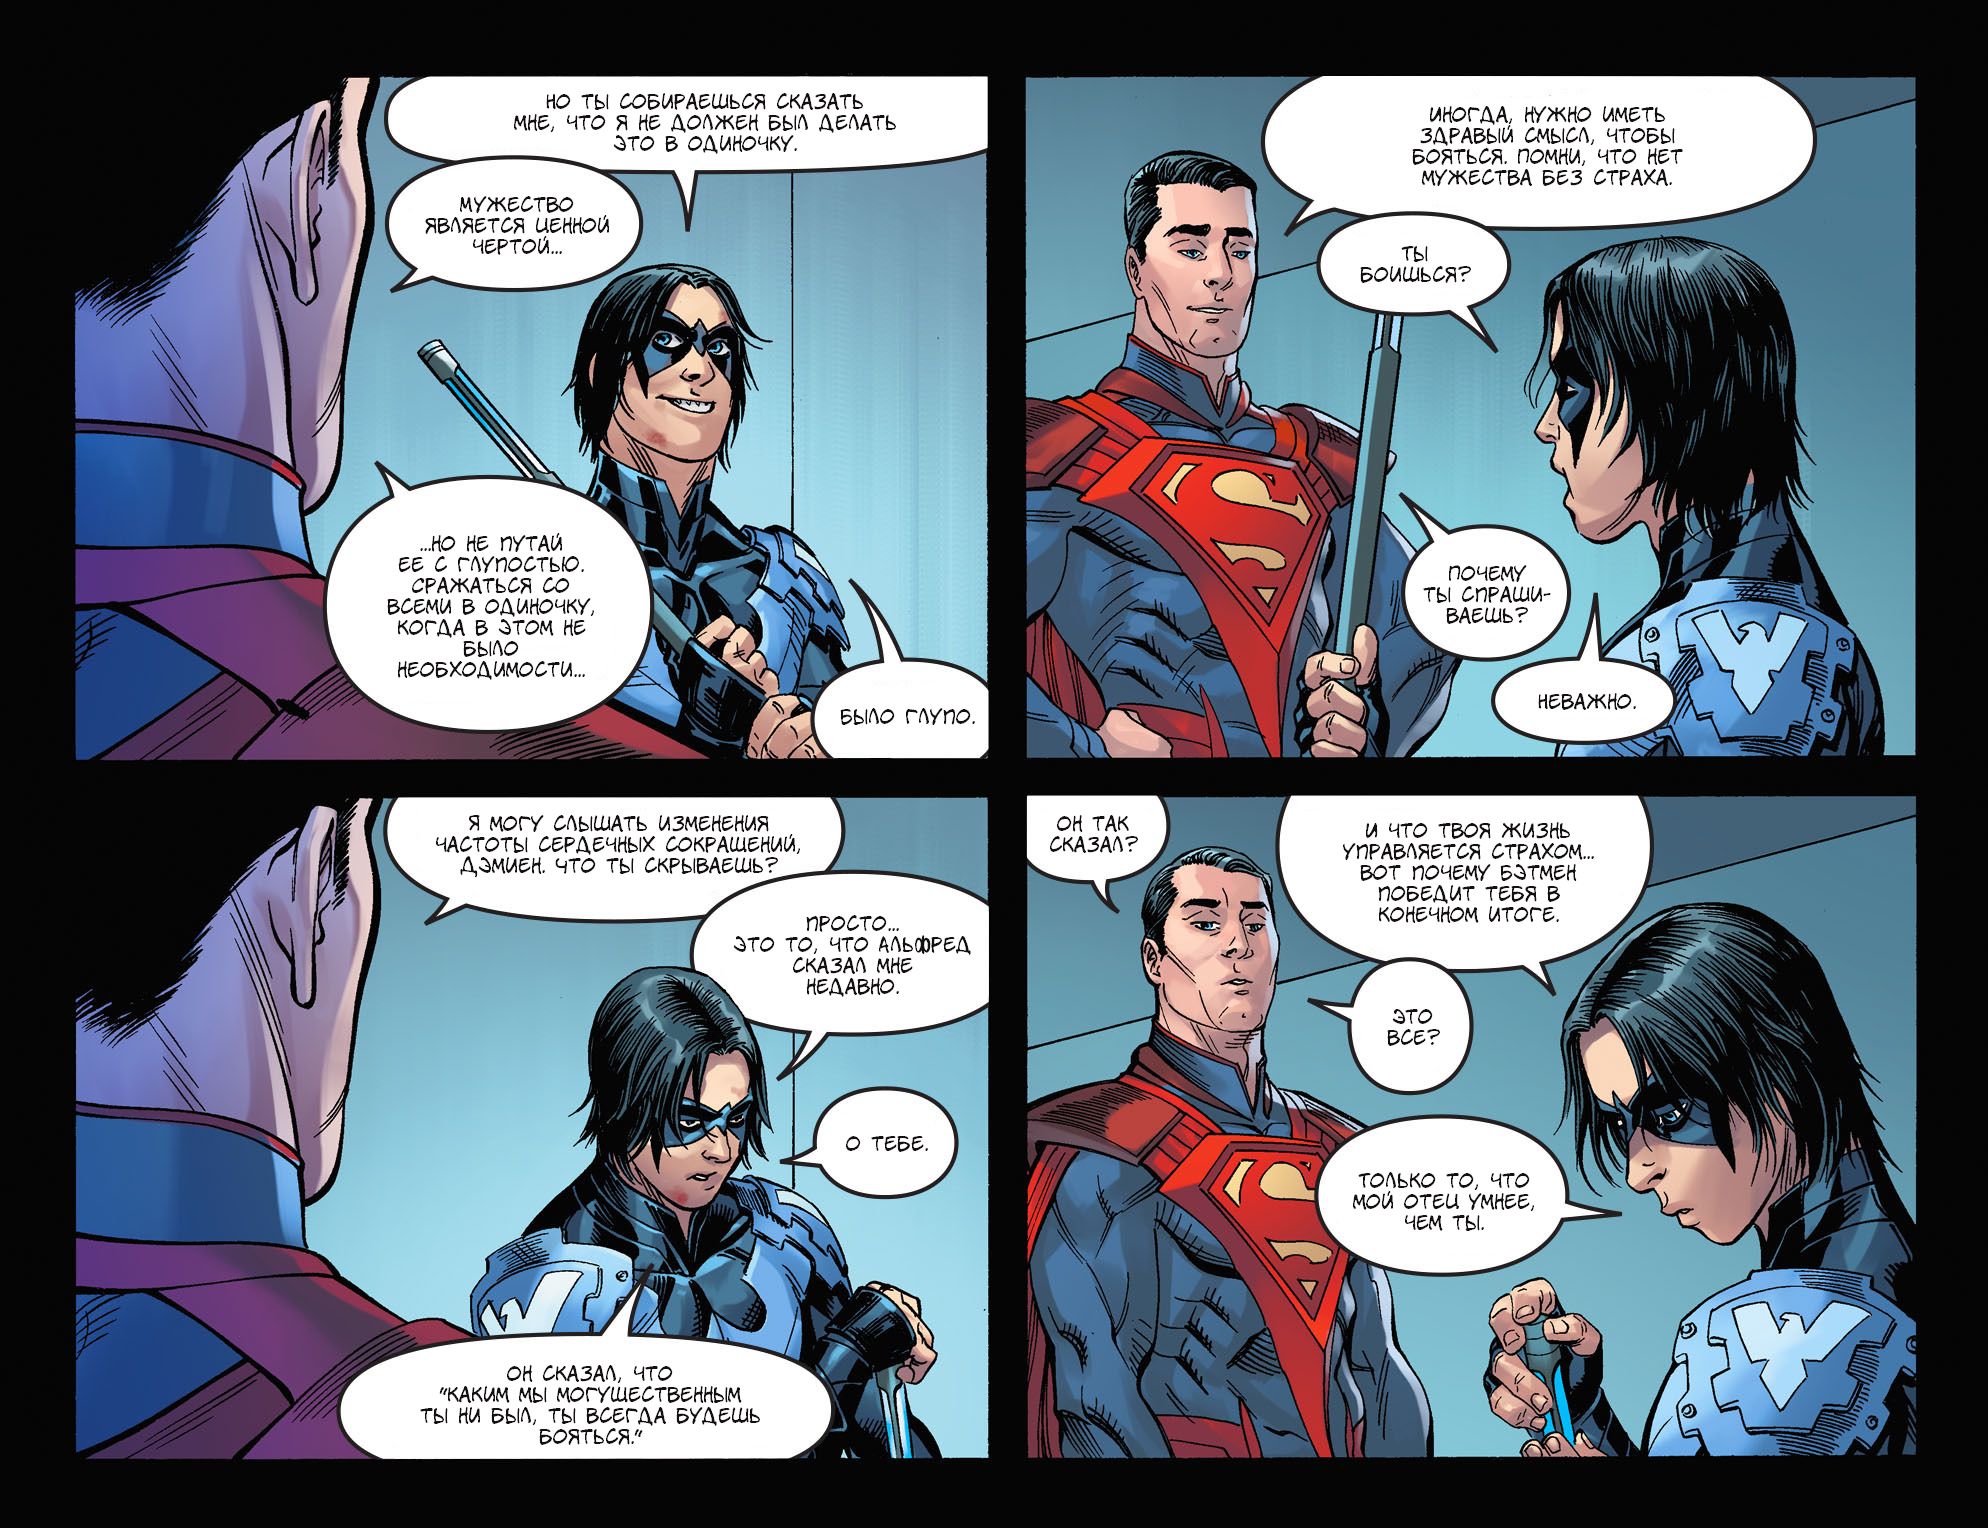 НО ТЫ СОБИРАЕШЬСЯ СКАЗАТЬ
МНЕ, ЧТО Я НЕ ДОЛЖЕН БЫЛ ДЕЛАТЬ
ЭТО В ОДИНОЧКУ.
МУЖЕСТВО
ЯВЛЯЕТСЯ ЦЕННОЙ
ЧЕРТОЙ...
...НО НЕ ПУТАЙ
ЕЕ С ГЛУПОСТЬЮ.
СРАЖАТЬСЯ СО
ВСЕМИ В ОДИНОЧКУ,
КОГДА В ЭТОМ НЕ
БЫЛО
НЕОБХОДИМОСТИ...
БЫЛО ГЛУПО.
ИНОГДА, НУЖНО ИМЕТЬ
ЗДРАВЫЙ СМЫСЛ, ЧТОБЫ
БОЯТЬСЯ. ПОМНИ, ЧТО НЕТ
МУЖЕСТВА БЕЗ СТРАХА.
ТЫ
БОИШЬСЯ?
ПОЧЕМУ
ТЫ СПРАШИ-
ВАЕШЬ?
НЕВАЖНО.
Я МОГУ СЛЫШАТЬ ИЗМЕНЕНИЯ
ЧАСТОТЫ СЕРДЕЧНЫХ СОКРАЩЕНИЙ,
ДЭМИЕН. ЧТО ТЫ СКРЫВАЕШЬ?
ПРОСТО...
ЭТО ТО, ЧТО АЛЬФРЕД
СКАЗАЛ МНЕ
НЕДАВНО.
О ТЕБЕ.
ОН СКАЗАЛ, ЧТО
"КАКИМ МЫ МОГУЩЕСТВЕННЫМ
ТЫ НИ БЫЛ, ТЫ ВСЕГДА БУДЕШЬ
БОЯТЬСЯ."
ОН ТАК
СКАЗАЛ?
И ЧТО ТВОЯ ЖИЗНЬ
УПРАВЛЯЕТСЯ СТРАХОМ...
ВОТ ПОЧЕМУ БЭТМЕН
ПОБЕДИТ ТЕБЯ В
КОНЕЧНОМ ИТОГЕ.
ЭТО
ВСЕ?
ТОЛЬКО ТО, ЧТО
МОЙ ОТЕЦ УМНЕЕ,
ЧЕМ ТЫ.